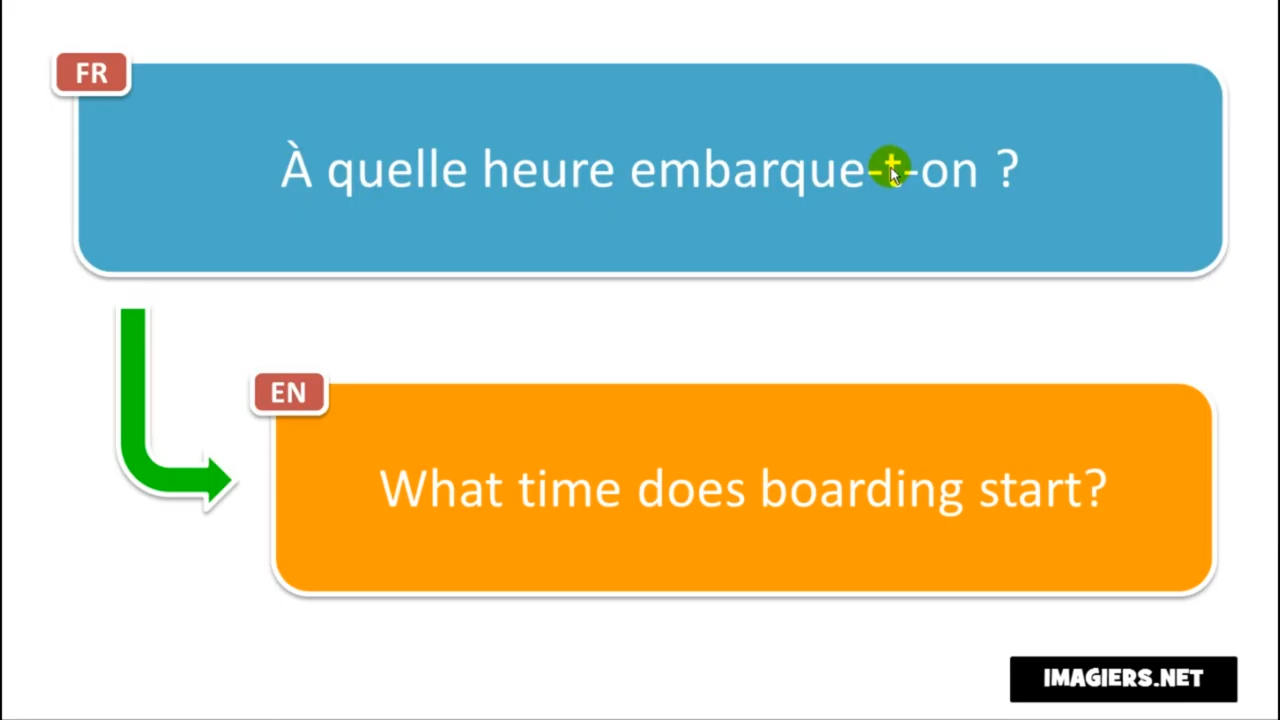 FR
À quelle heure embarque-t-on ?
EN
What time does boarding start?
IMAGIERS.NET